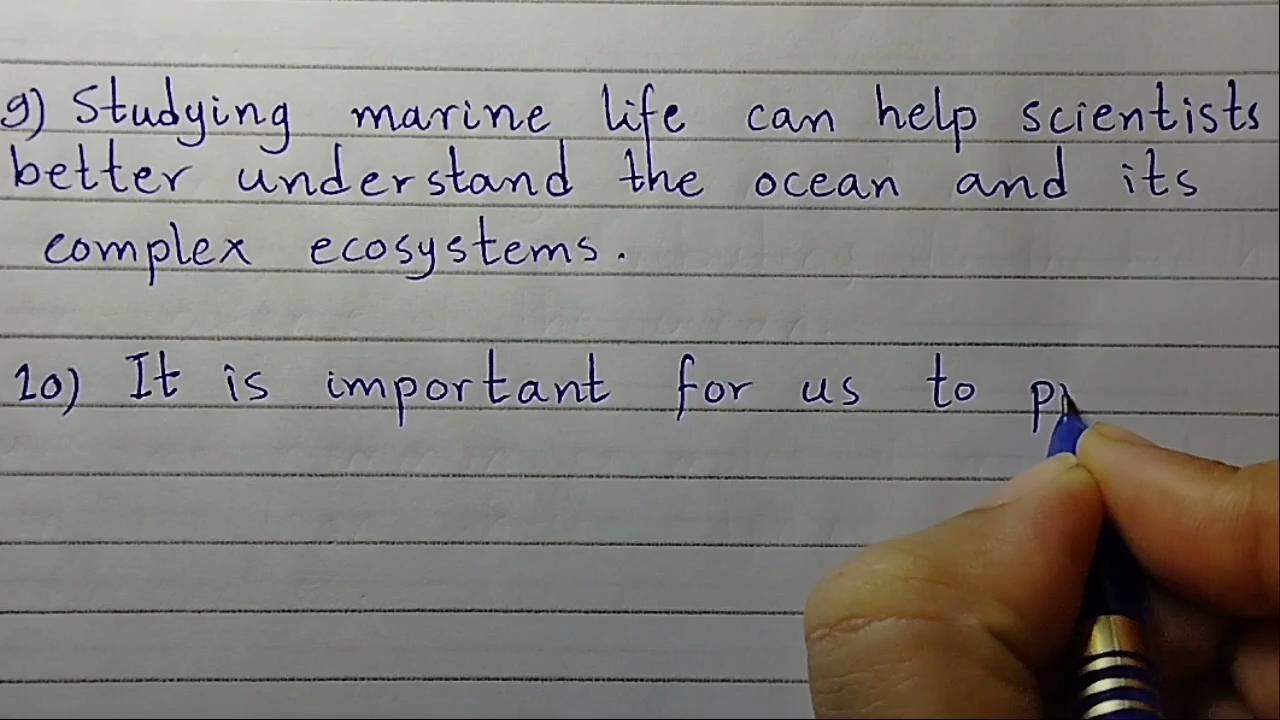 9) Studying marine life can help scientists
better understand the ocean and its
complex ecosystems.
10) It is important for us to